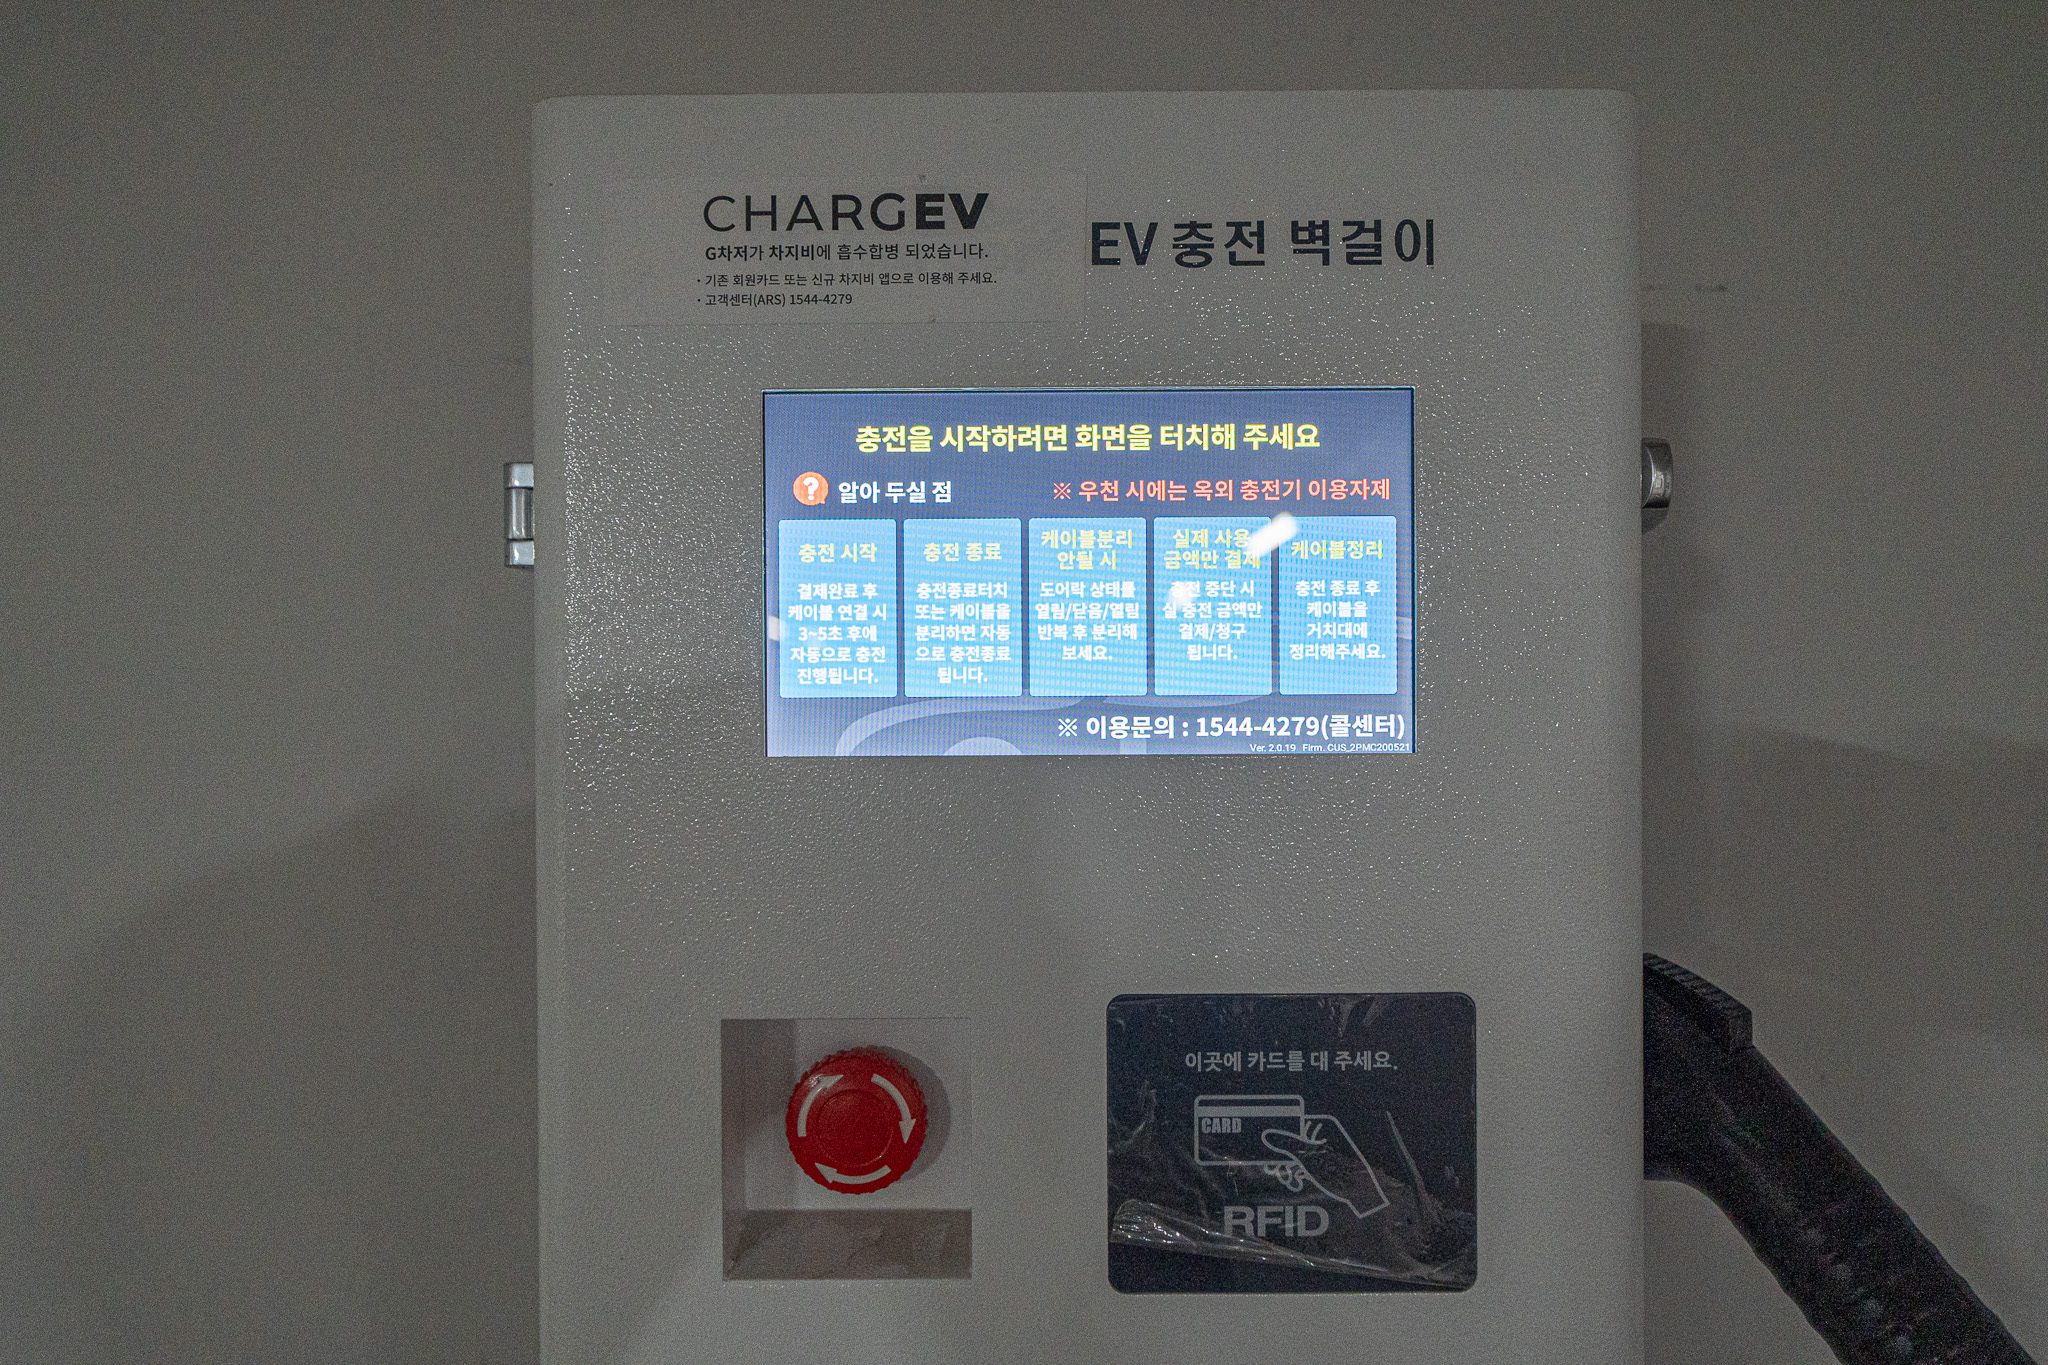 CHARGEV
G차저가 차지비에 흡수합병 되었습니다.
· 기존 회원카드 또는 신규 차지비 앱으로 이용해 주세요.
· 고객센터(ARS) 1544-4279
EV 충전 벽걸이
충전을 시작하려면 화면을 터치해 주세요
? 알아 두실 점
※ 우천 시에는 옥외 충전기 이용자제
충전 시작
결제완료 후
케이블 연결 시
3~5초 후에
자동으로 충전
진행됩니다.
충전 종료
충전종료터치
또는 케이블을
분리하면 자동
으로 충전종료
됩니다.
케이블분리
안될 시
도어락 상태를
열림/닫음/열림
반복 후 분리해
보세요.
실제 사용
금액만 결제
충전 중단 시
실 충전 금액만
결제/청구
됩니다.
케이블정리
충전 종료 후
케이블을
거치대에
정리해주세요.
※ 이용문의 : 1544-4279(콜센터)
Ver. 2.0.19 Firm. CUS_2PMC200521
이곳에 카드를 대 주세요.
CARD
RFID